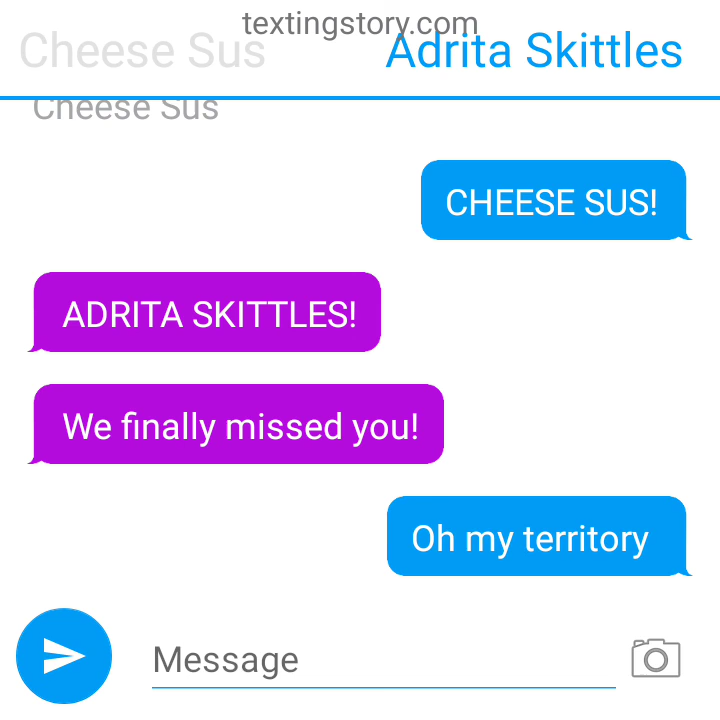 textingstory.com
Cheese Sus
Adrita Skittles
Cheese Sus
CHEESE SUS!
ADRITA SKITTLES!
We finally missed you!
Oh my territory
Message